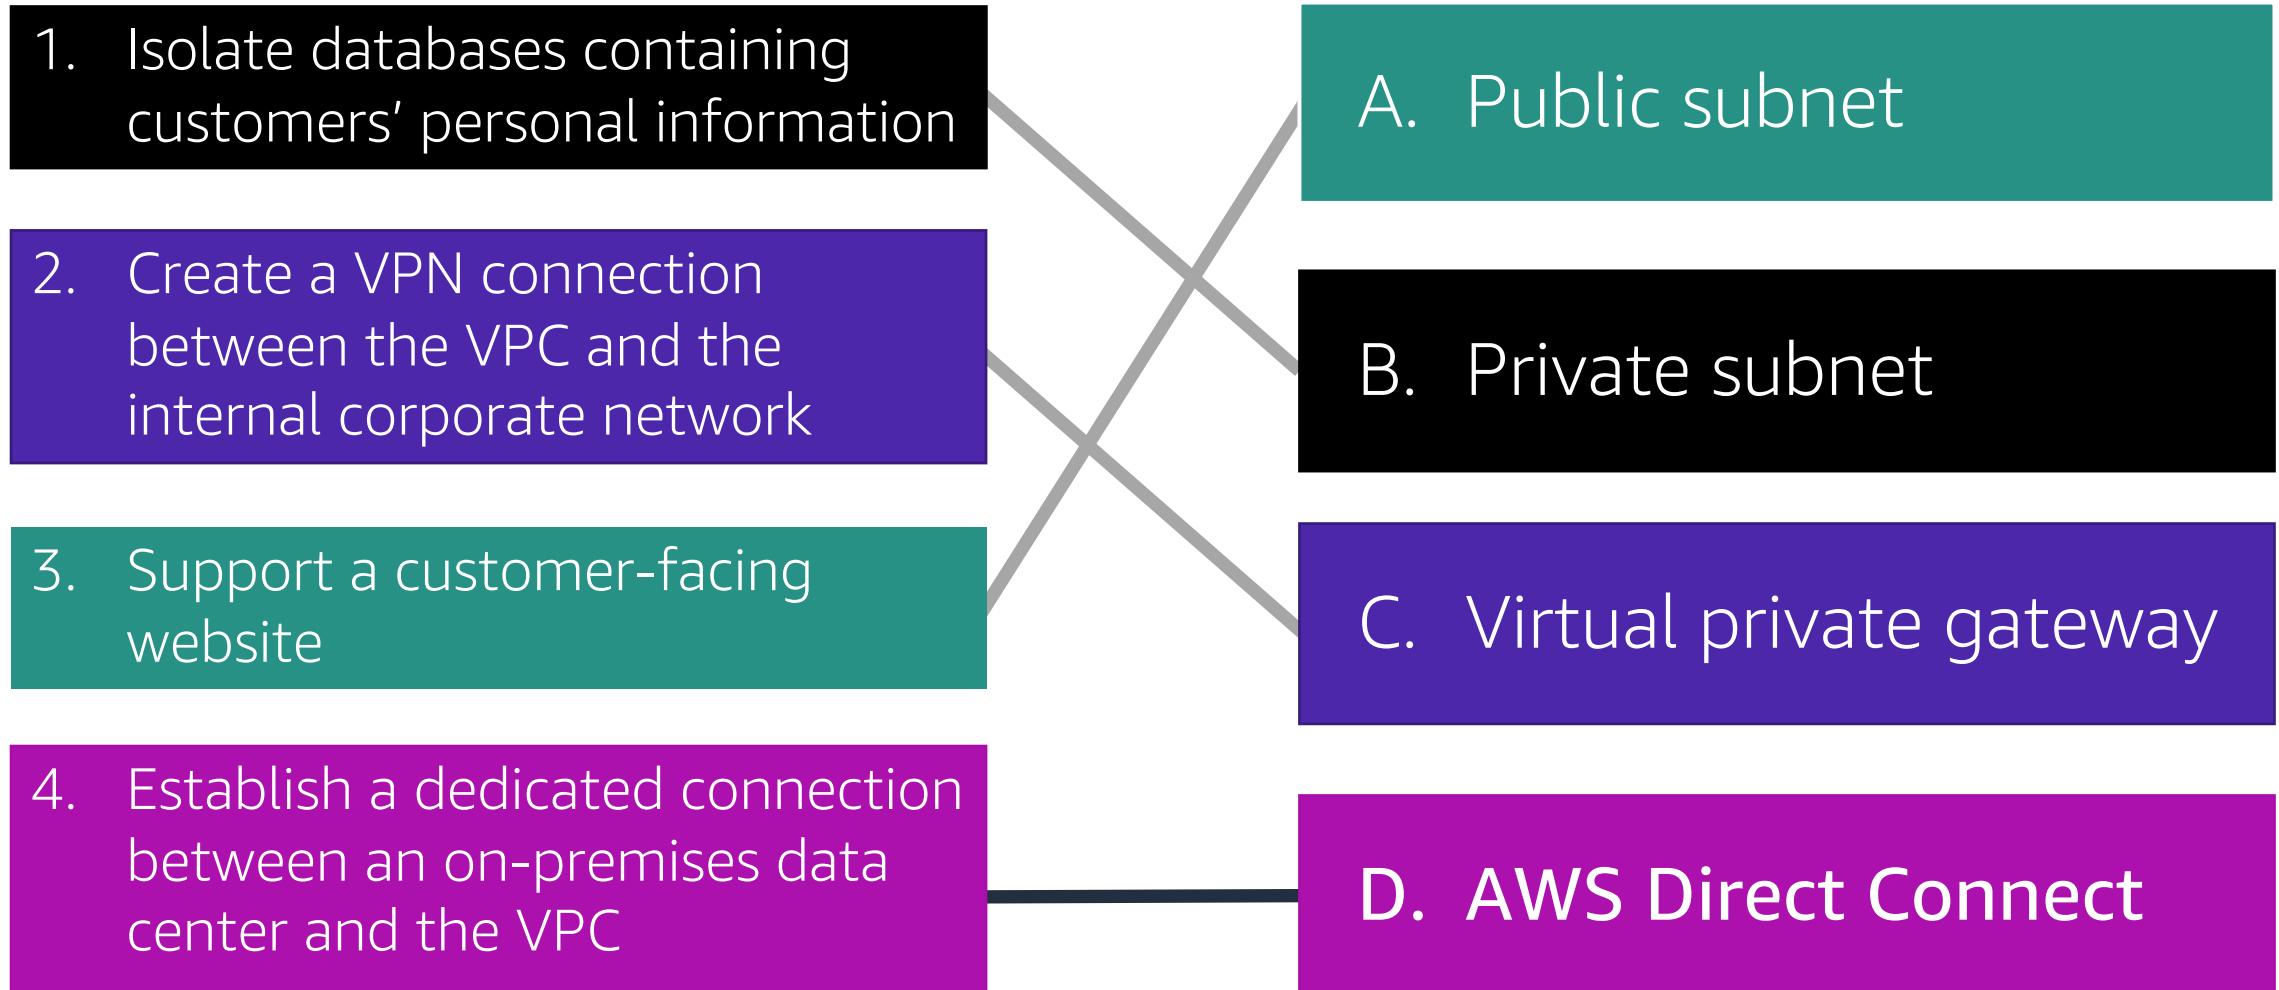 1. Isolate databases containing
customers’ personal information
2. Create a VPN connection
between the VPC and the
internal corporate network
3. Support a customer-facing
website
4. Establish a dedicated connection
between an on-premises data
center and the VPC
A. Public subnet
B. Private subnet
C. Virtual private gateway
D. AWS Direct Connect